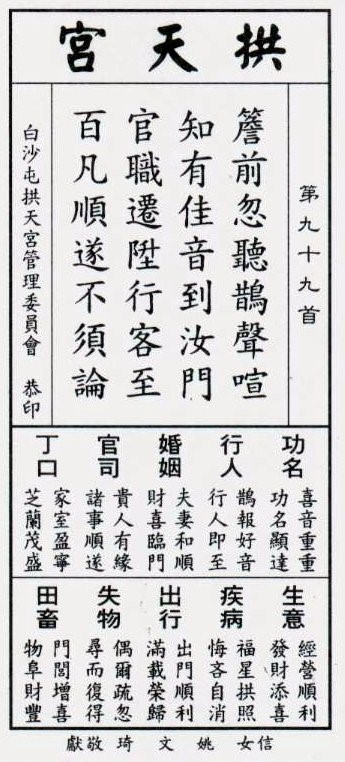 拱天宮
第九十九首
簷前忽聽鵲聲喧
知有佳音到汝門
官職遷陞行客至
百凡順遂不須論
白沙屯拱天宮管理委員會　恭印
功名
喜音重重
功名顯達
行人
鵲報好音
行人即至
婚姻
夫妻和順
財喜臨門
官司
貴人有緣
諸事順遂
丁口
家室盈寧
芝蘭茂盛
生意
經營順利
發財添喜
疾病
福星拱照
悔吝自消
出行
出門順利
滿載榮歸
失物
偶爾疏忽
尋而復得
田畜
門閭增喜
物阜財豐
信女 姚文琦 敬獻